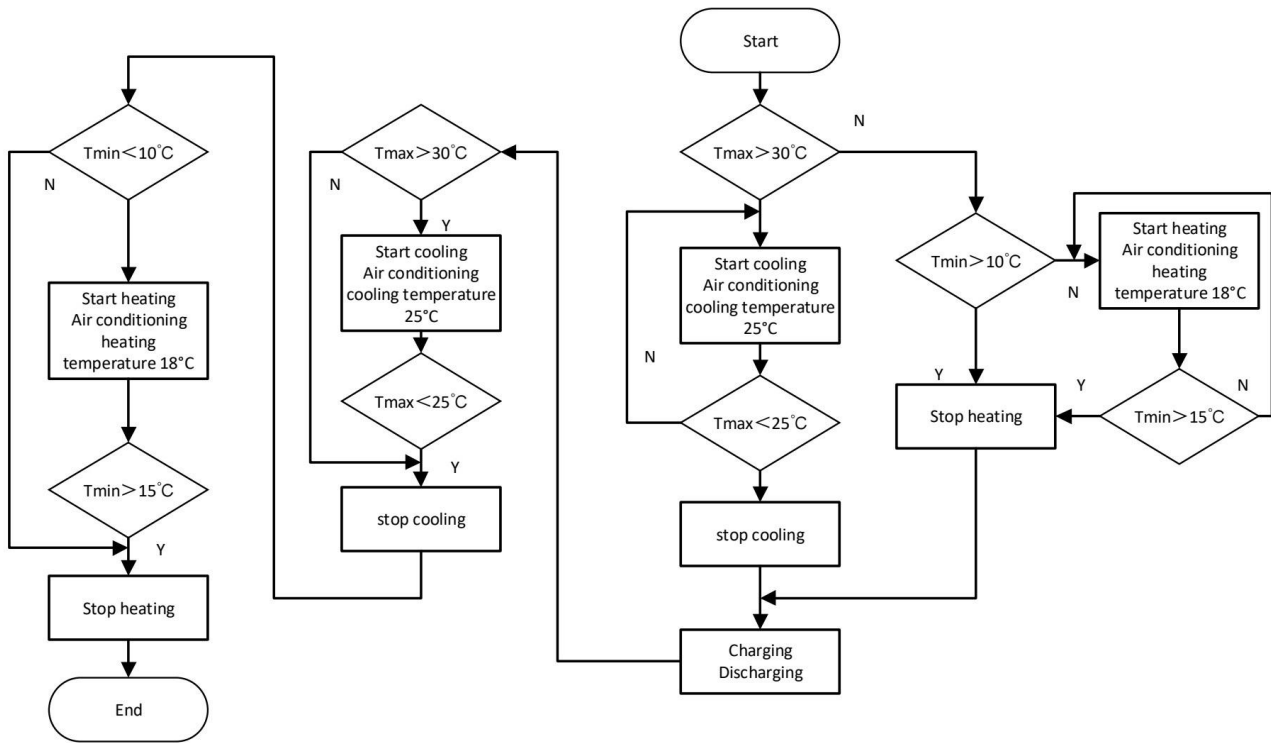 Start
Tmax＞30℃
N
Start cooling
Air conditioning
cooling temperature
25°C
N
Tmax＜25℃
stop cooling
Tmin＞10℃
N
Start heating
Air conditioning
heating
temperature 18°C
Y
Stop heating
Y
Tmin＞15℃
N
Charging
Discharging
Tmax＞30℃
N
Y
Start cooling
Air conditioning
cooling temperature
25°C
Tmax＜25℃
Y
stop cooling
Tmin＜10℃
N
Start heating
Air conditioning
heating
temperature 18°C
Tmin＞15℃
Y
Stop heating
End